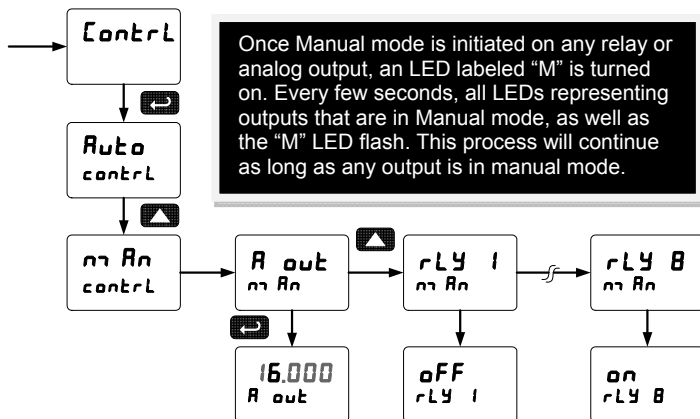 Contrl
Once Manual mode is initiated on any relay or
analog output, an LED labeled “M” is turned
on. Every few seconds, all LEDs representing
outputs that are in Manual mode, as well as
the “M” LED flash. This process will continue
as long as any output is in manual mode.
Auto
contrl
mAn
contrl
A out
mAn
rLY 1
mAn
rLY 8
mAn
16.000
A out
oFF
rLY 1
on
rLY 8